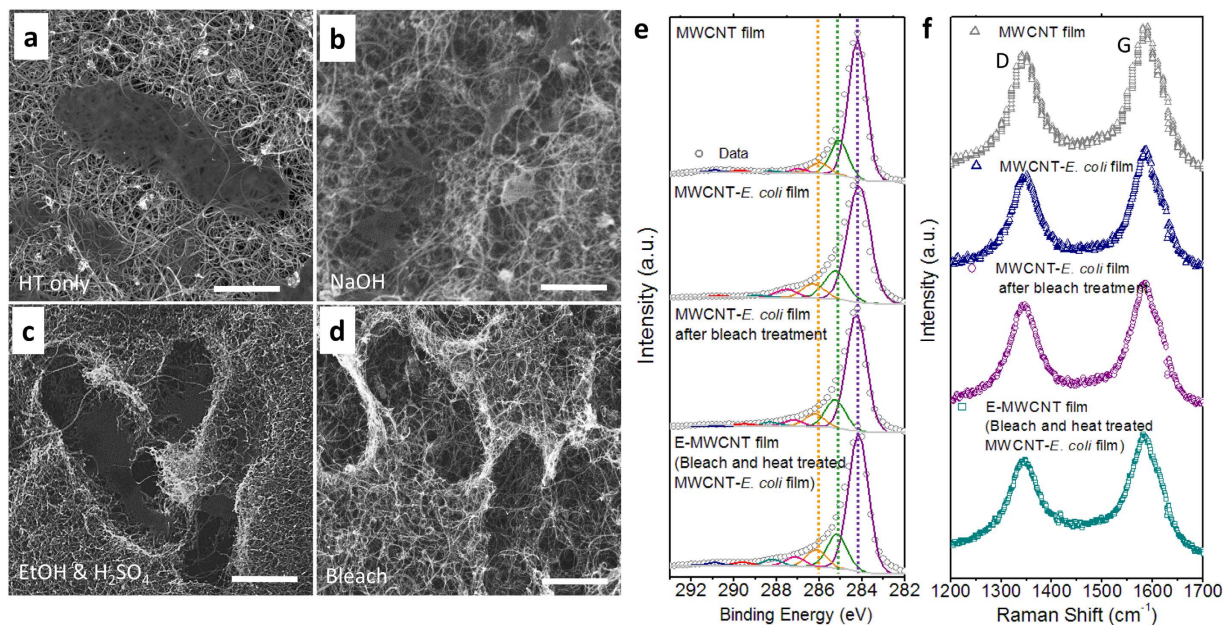 a
HT only
b
NaOH
c
EtOH & H₂SO₄
d
Bleach
e
MWCNT film
Data
MWCNT-E. coli film
MWCNT-E. coli film
after bleach treatment
E-MWCNT film
(Bleach and heat treated
MWCNT-E. coli film)
Intensity (a.u.)
292 290 288 286 284 282
Binding Energy (eV)
f
MWCNT film
D
G
MWCNT-E. coli film
MWCNT-E. coli film
after bleach treatment
E-MWCNT film
(Bleach and heat treated
MWCNT-E. coli film)
Intensity (a.u.)
1200 1300 1400 1500 1600 1700
Raman Shift (cm⁻¹)